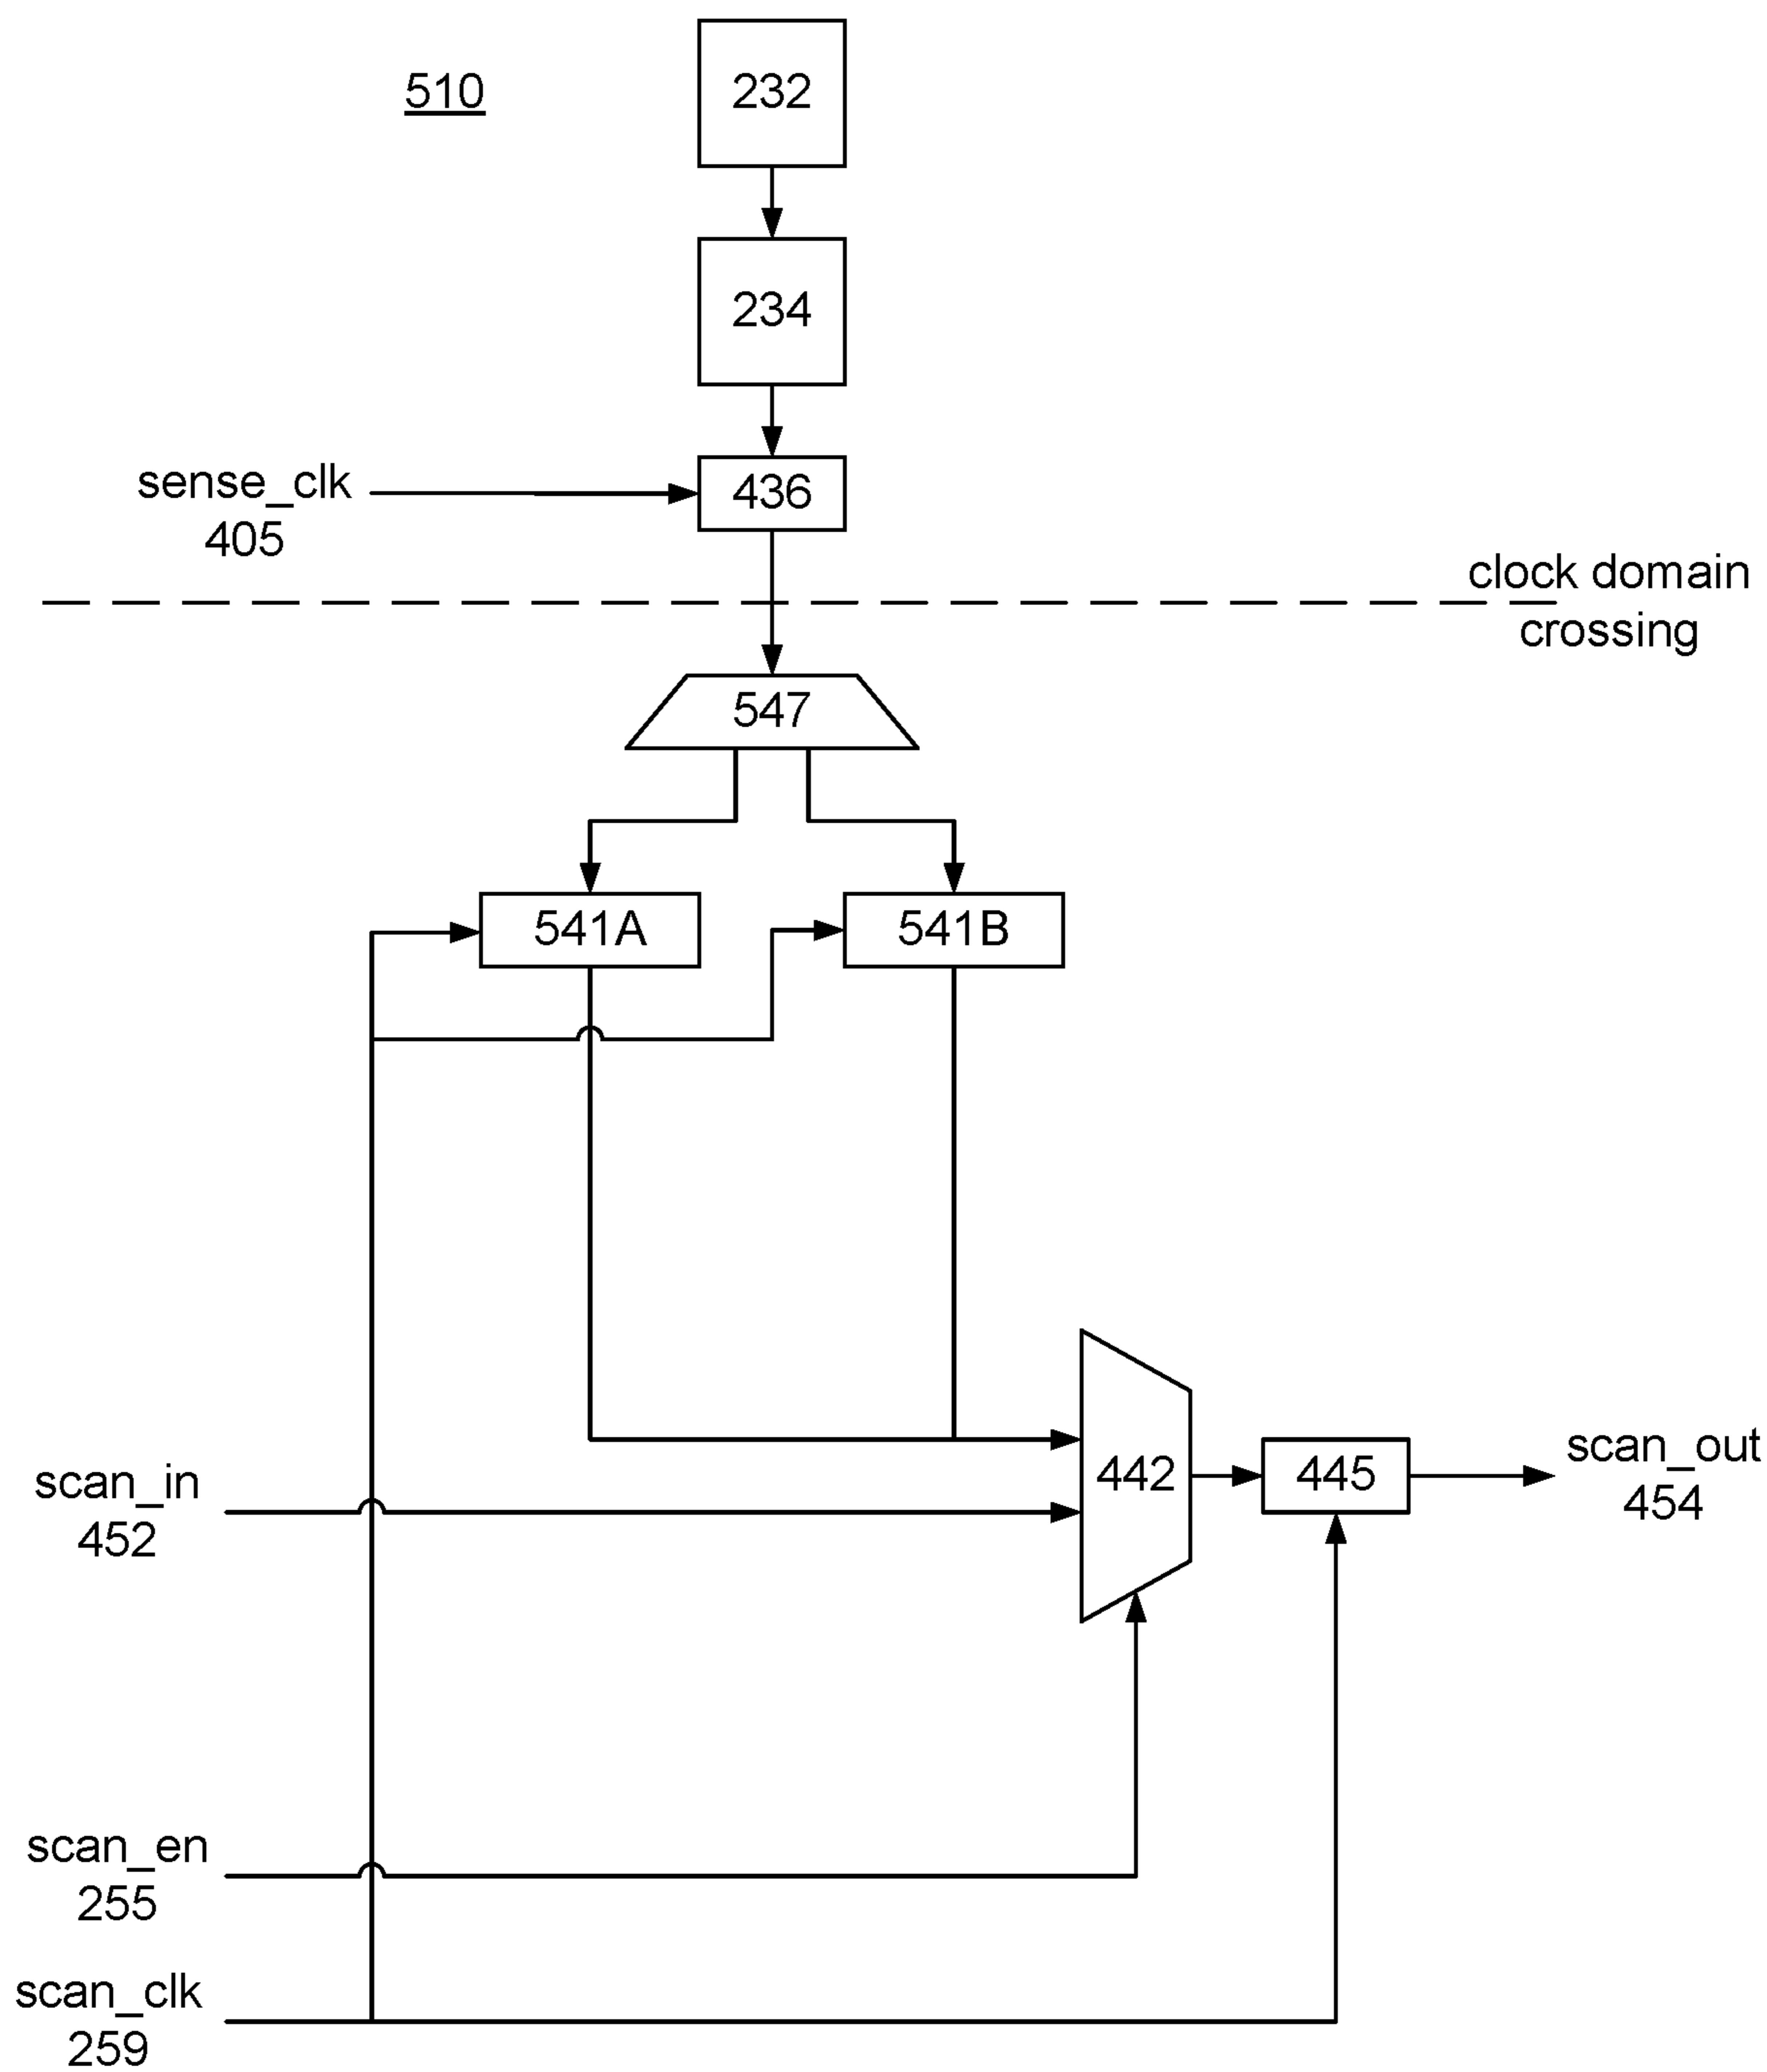 510
232
234
sense_clk
405
436
clock domain
crossing
547
541A
541B
scan_in
452
442
445
scan_out
454
scan_en
255
scan_clk
259